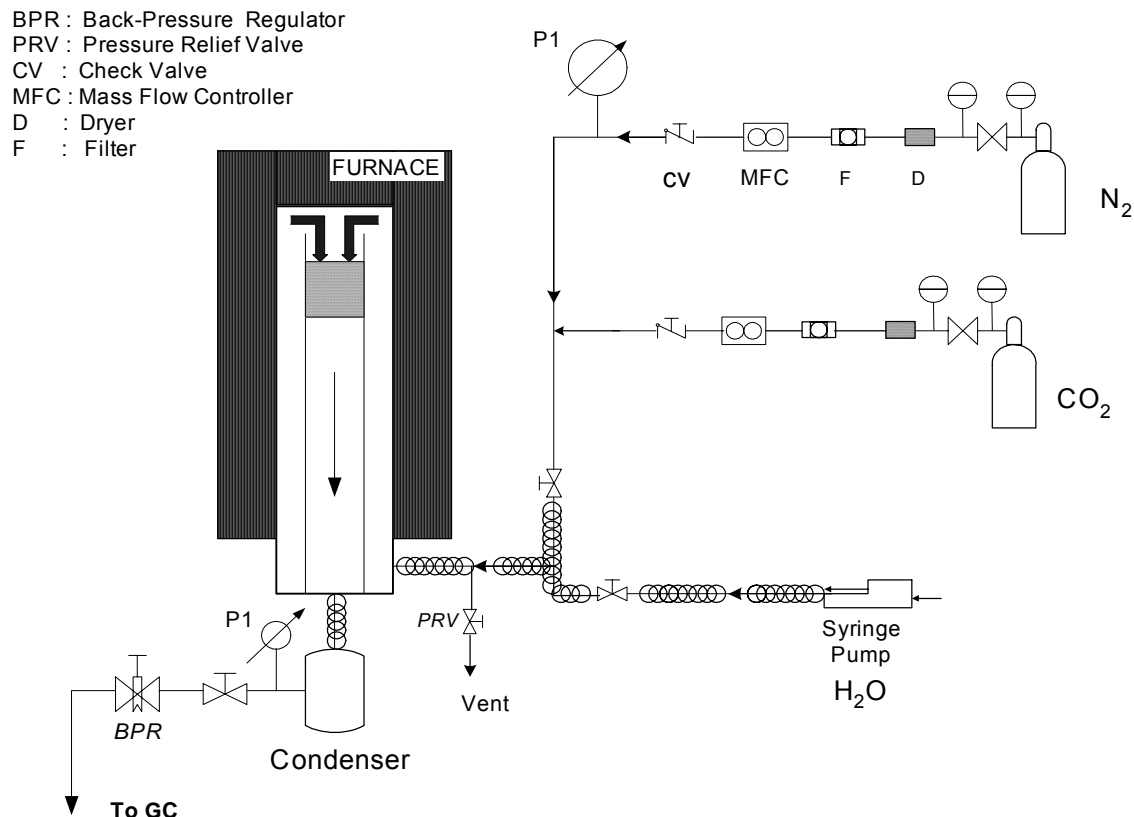 BPR : Back-Pressure Regulator
PRV : Pressure Relief Valve
CV : Check Valve
MFC : Mass Flow Controller
D : Dryer
F : Filter
P1
FURNACE
CV
MFC
F
D
N2
CO2
P1
PRV
Syringe
Pump
H2O
Vent
BPR
Condenser
To GC